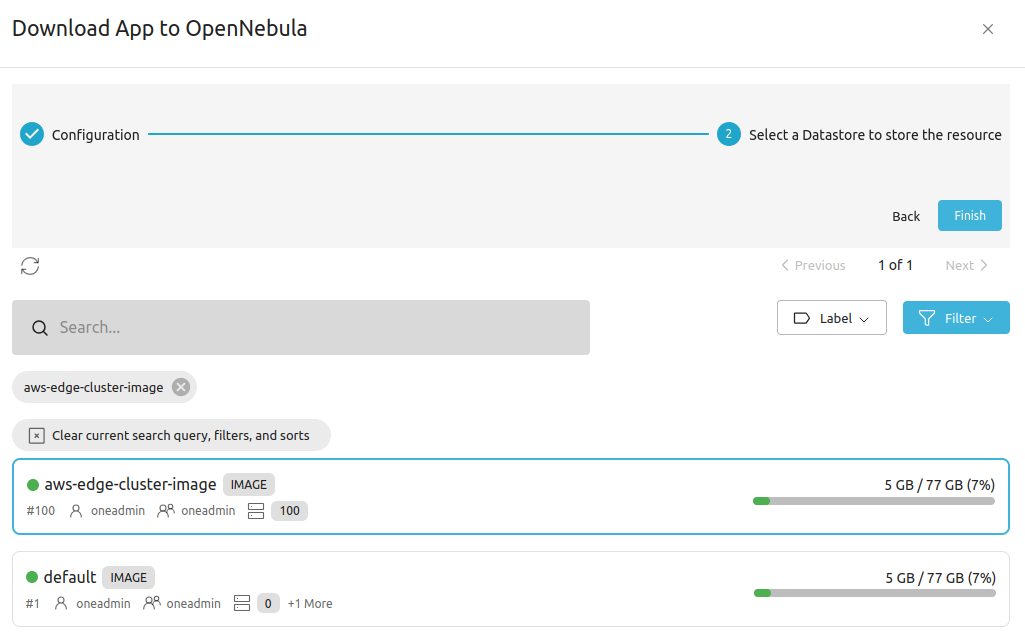 Download App to OpenNebula
Configuration
2 Select a Datastore to store the resource
Back Finish
Previous 1 of 1 Next
Search...
Label Filter
aws-edge-cluster-image
Clear current search query, filters, and sorts
aws-edge-cluster-image IMAGE 5 GB / 77 GB (7%)
#100 oneadmin oneadmin 100
default IMAGE 5 GB / 77 GB (7%)
#1 oneadmin oneadmin 0 +1 More